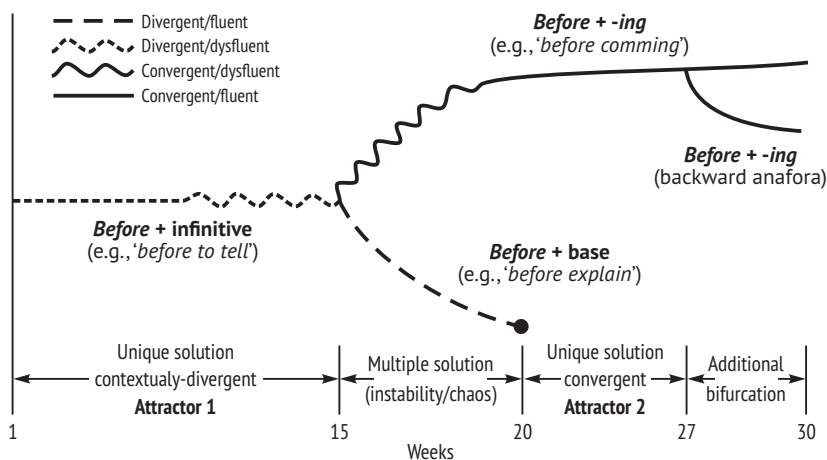 Divergent/fluent
Divergent/dysfluent
Convergent/dysfluent
Convergent/fluent
Before + -ing
(e.g., 'before comming')
Before + -ing
(backward anafora)
Before + infinitive
(e.g., 'before to tell')
Before + base
(e.g., 'before explain')
Unique solution
contextualy-divergent
Attractor 1
Multiple solution
(instability/chaos)
Unique solution
convergent
Attractor 2
Additional
bifurcation
1
15
20
27
30
Weeks